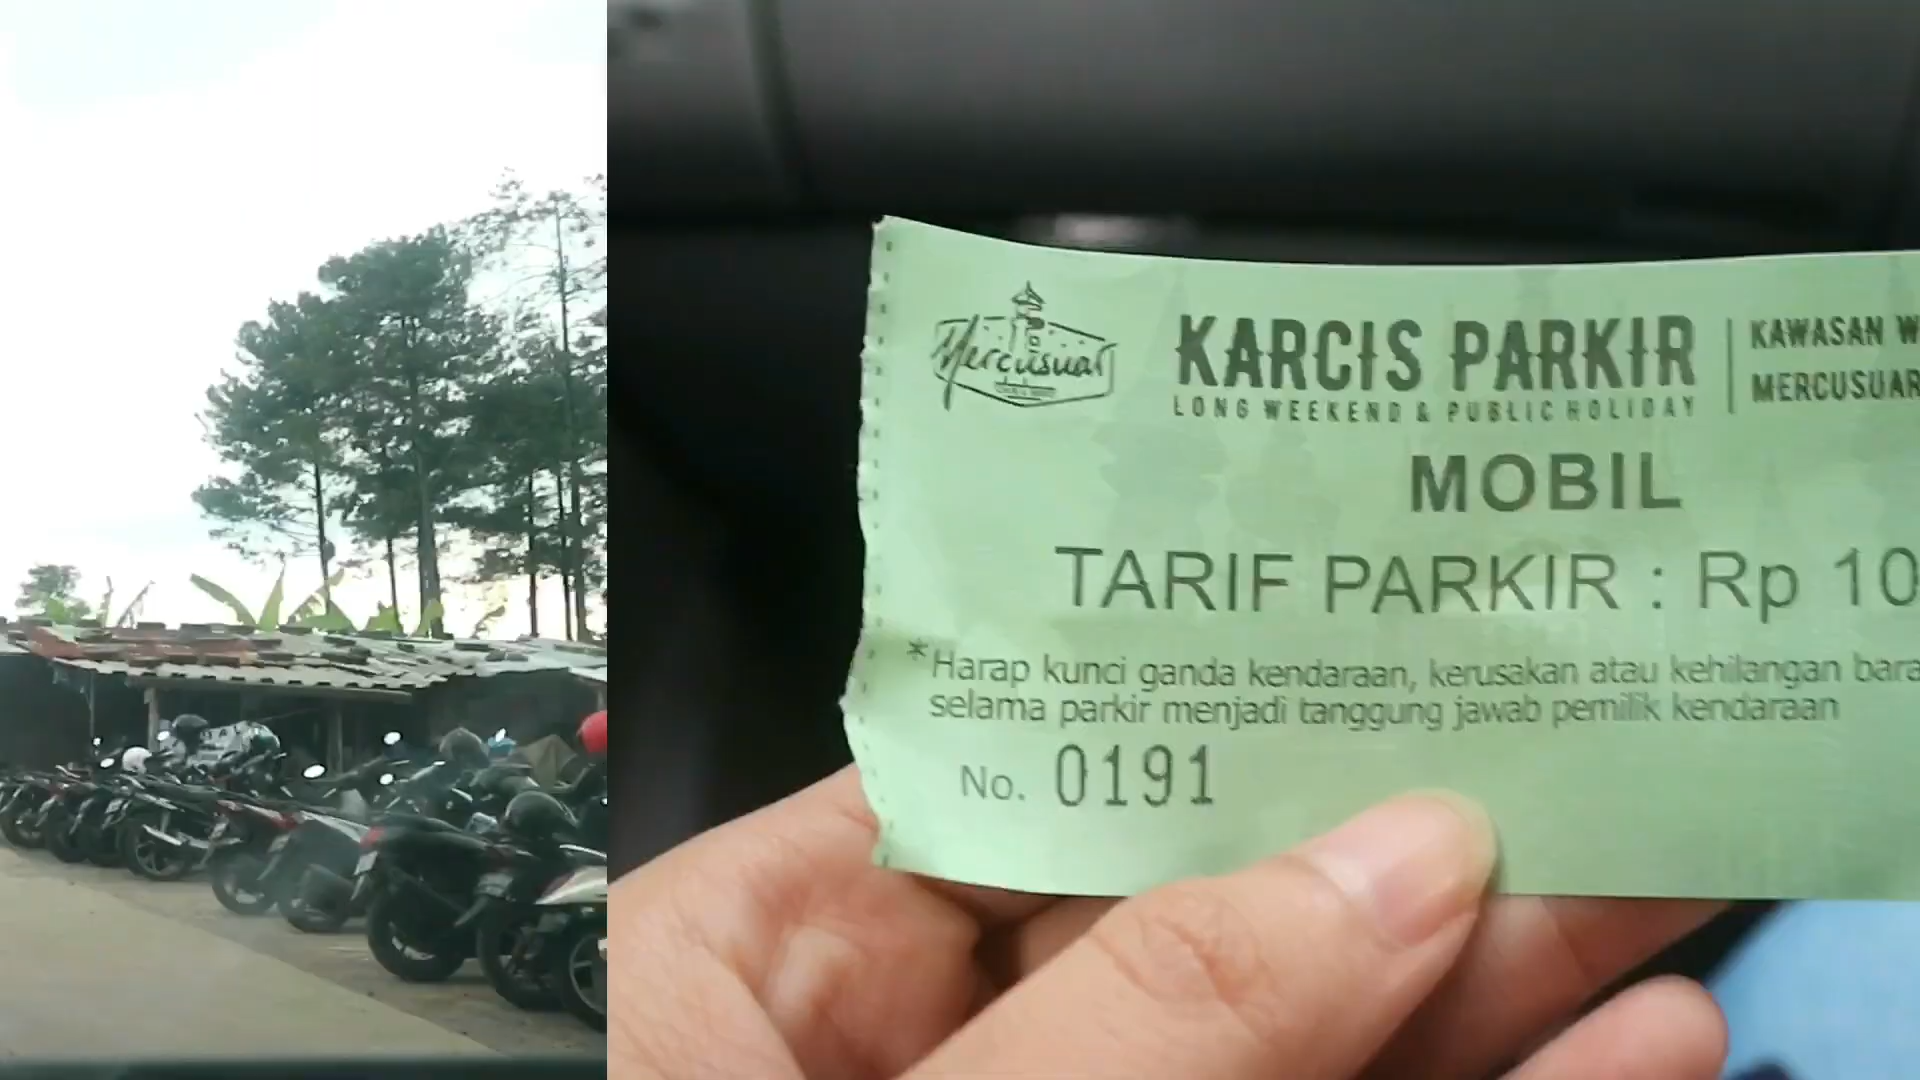 Mercusuar
KARCIS PARKIR
LONG WEEKEND & PUBLIC HOLIDAY
KAWASAN W
MERCUSUAR
MOBIL
TARIF PARKIR : Rp 10
*Harap kunci ganda kendaraan, kerusakan atau kehilangan bara
selama parkir menjadi tanggung jawab pemilik kendaraan
No. 0191